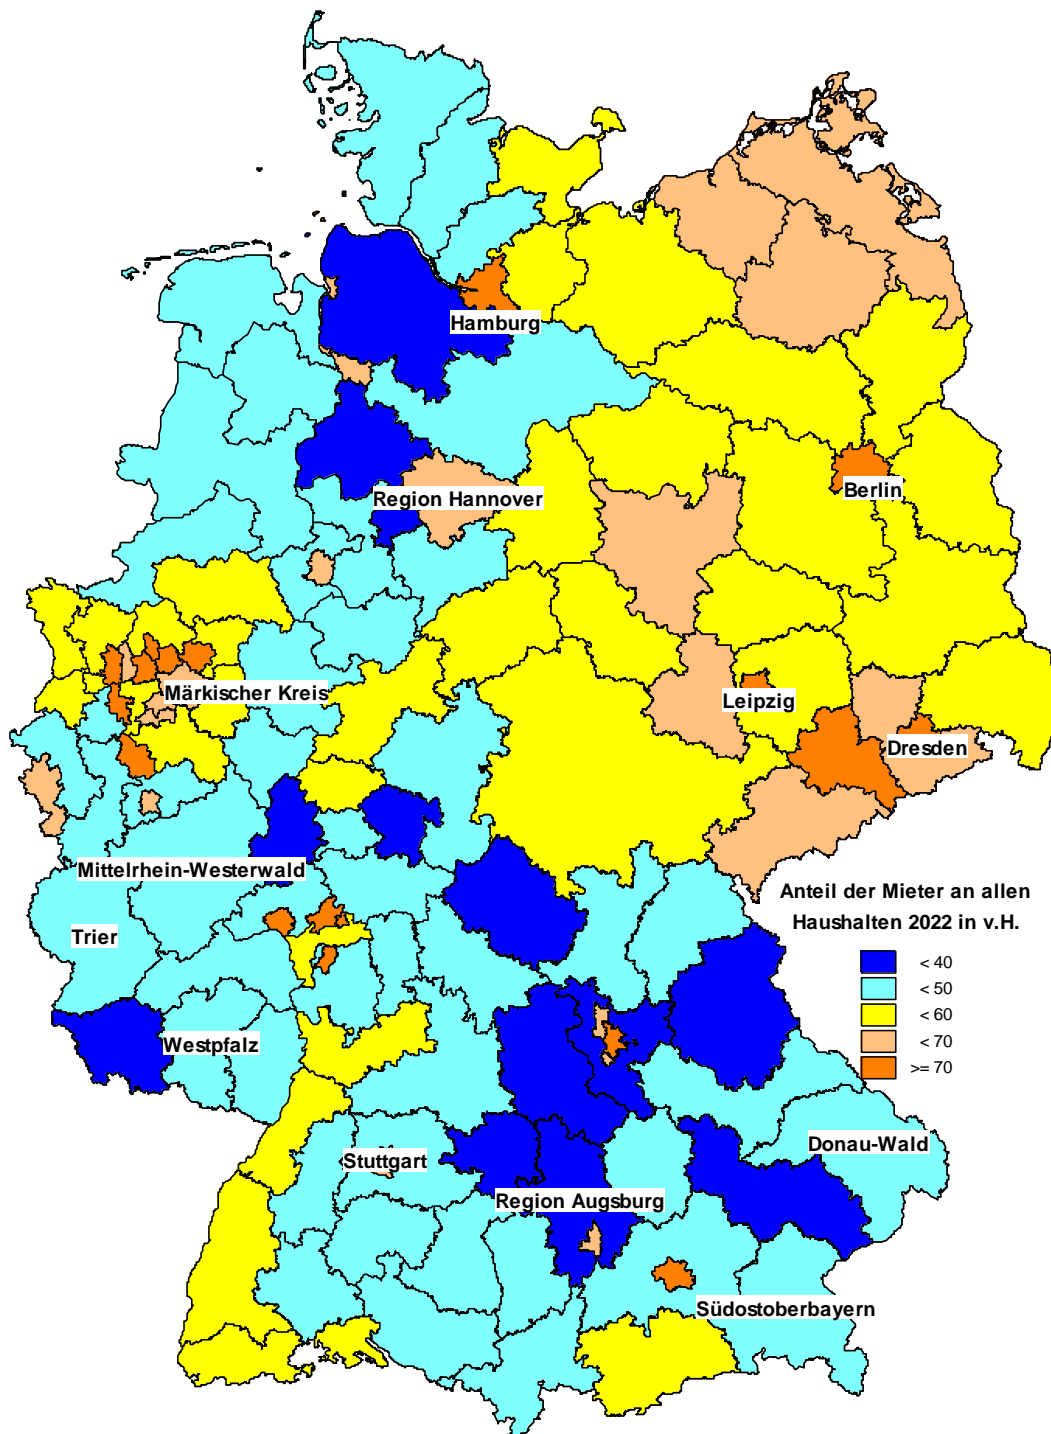 Hamburg
Region Hannover
Berlin
Märkischer Kreis
Leipzig
Dresden
Mittelrhein-Westerwald
Anteil der Mieter an allen
Haushalten 2022 in v.H.
Trier
< 40
< 50
< 60
< 70
>= 70
Westpfalz
Donau-Wald
Stuttgart
Region Augsburg
Südostoberbayern